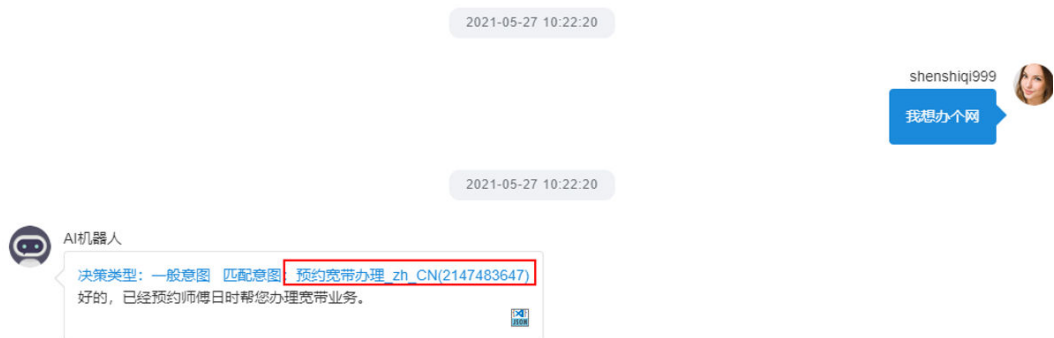 2021-05-27 10:22:20
shenshiqi999
我想办个网
2021-05-27 10:22:20
AI机器人
决策类型：一般意图 匹配意图：预约宽带办理_zh_CN(2147483647)
好的，已经预约师傅日时帮您办理宽带业务。
JSON